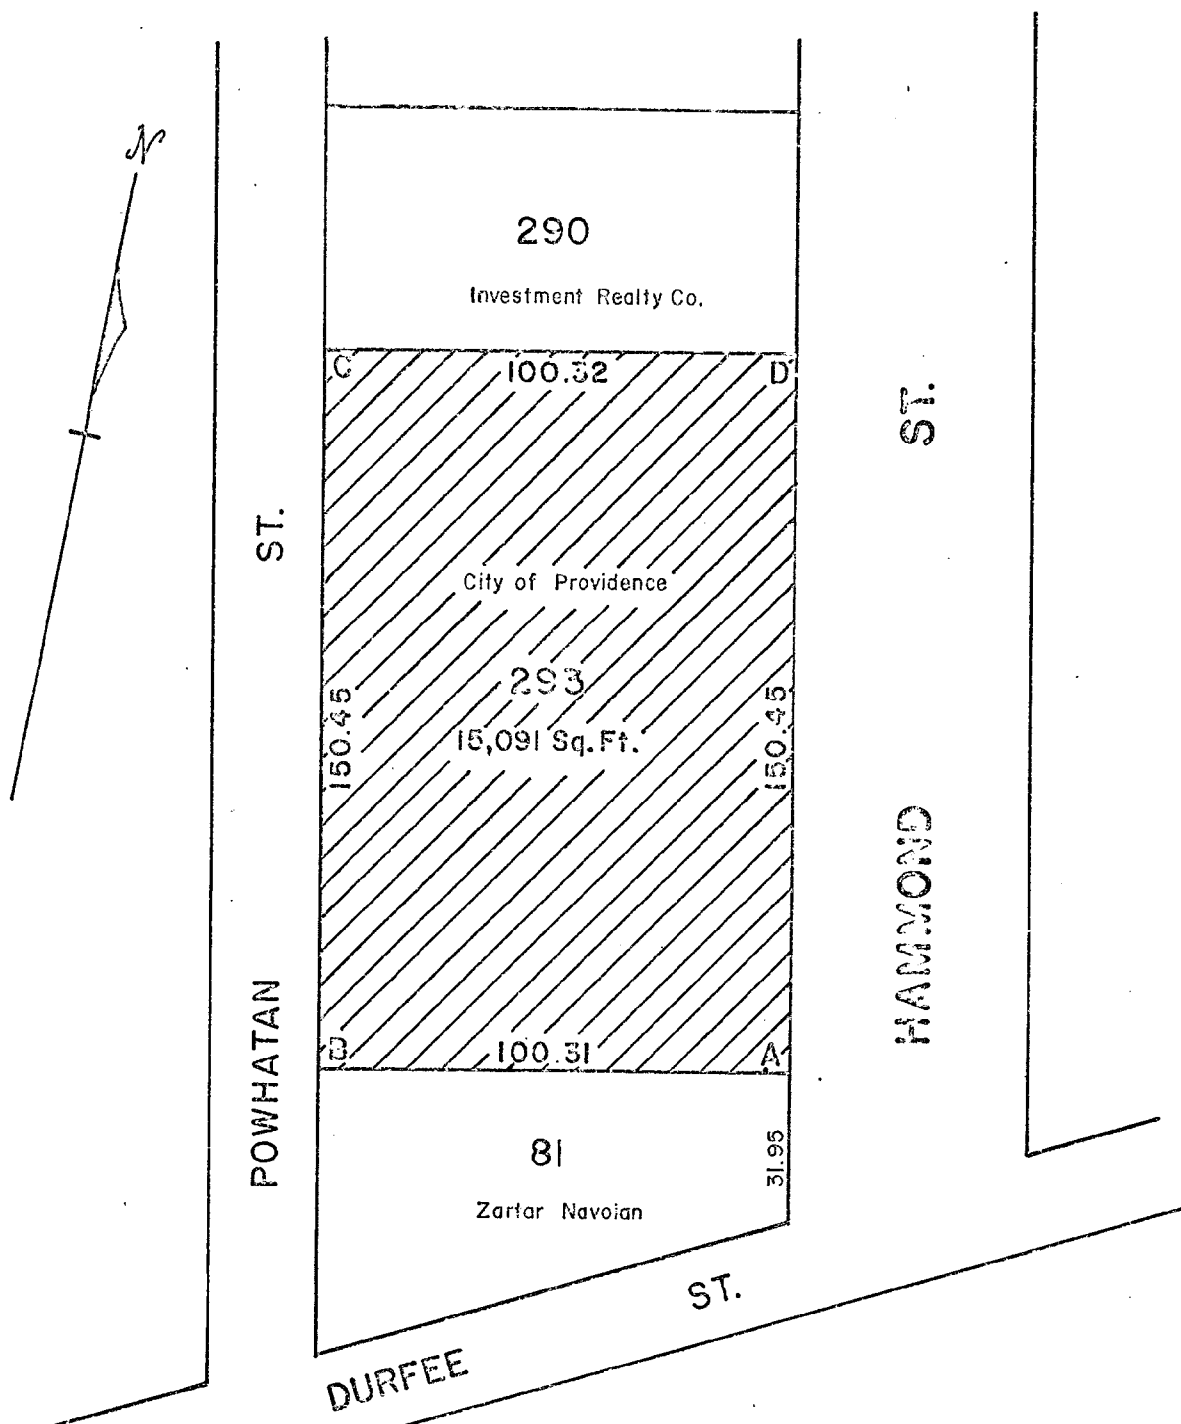 N
290
Investment Realty Co.
C
100.32
D
ST.
ST.
City of Providence
293
150.45
15,091 Sq.Ft.
150.45
HAMMOND
POWHATAN
B
100.31
A
81
31.95
Zartar Navoian
ST.
DURFEE